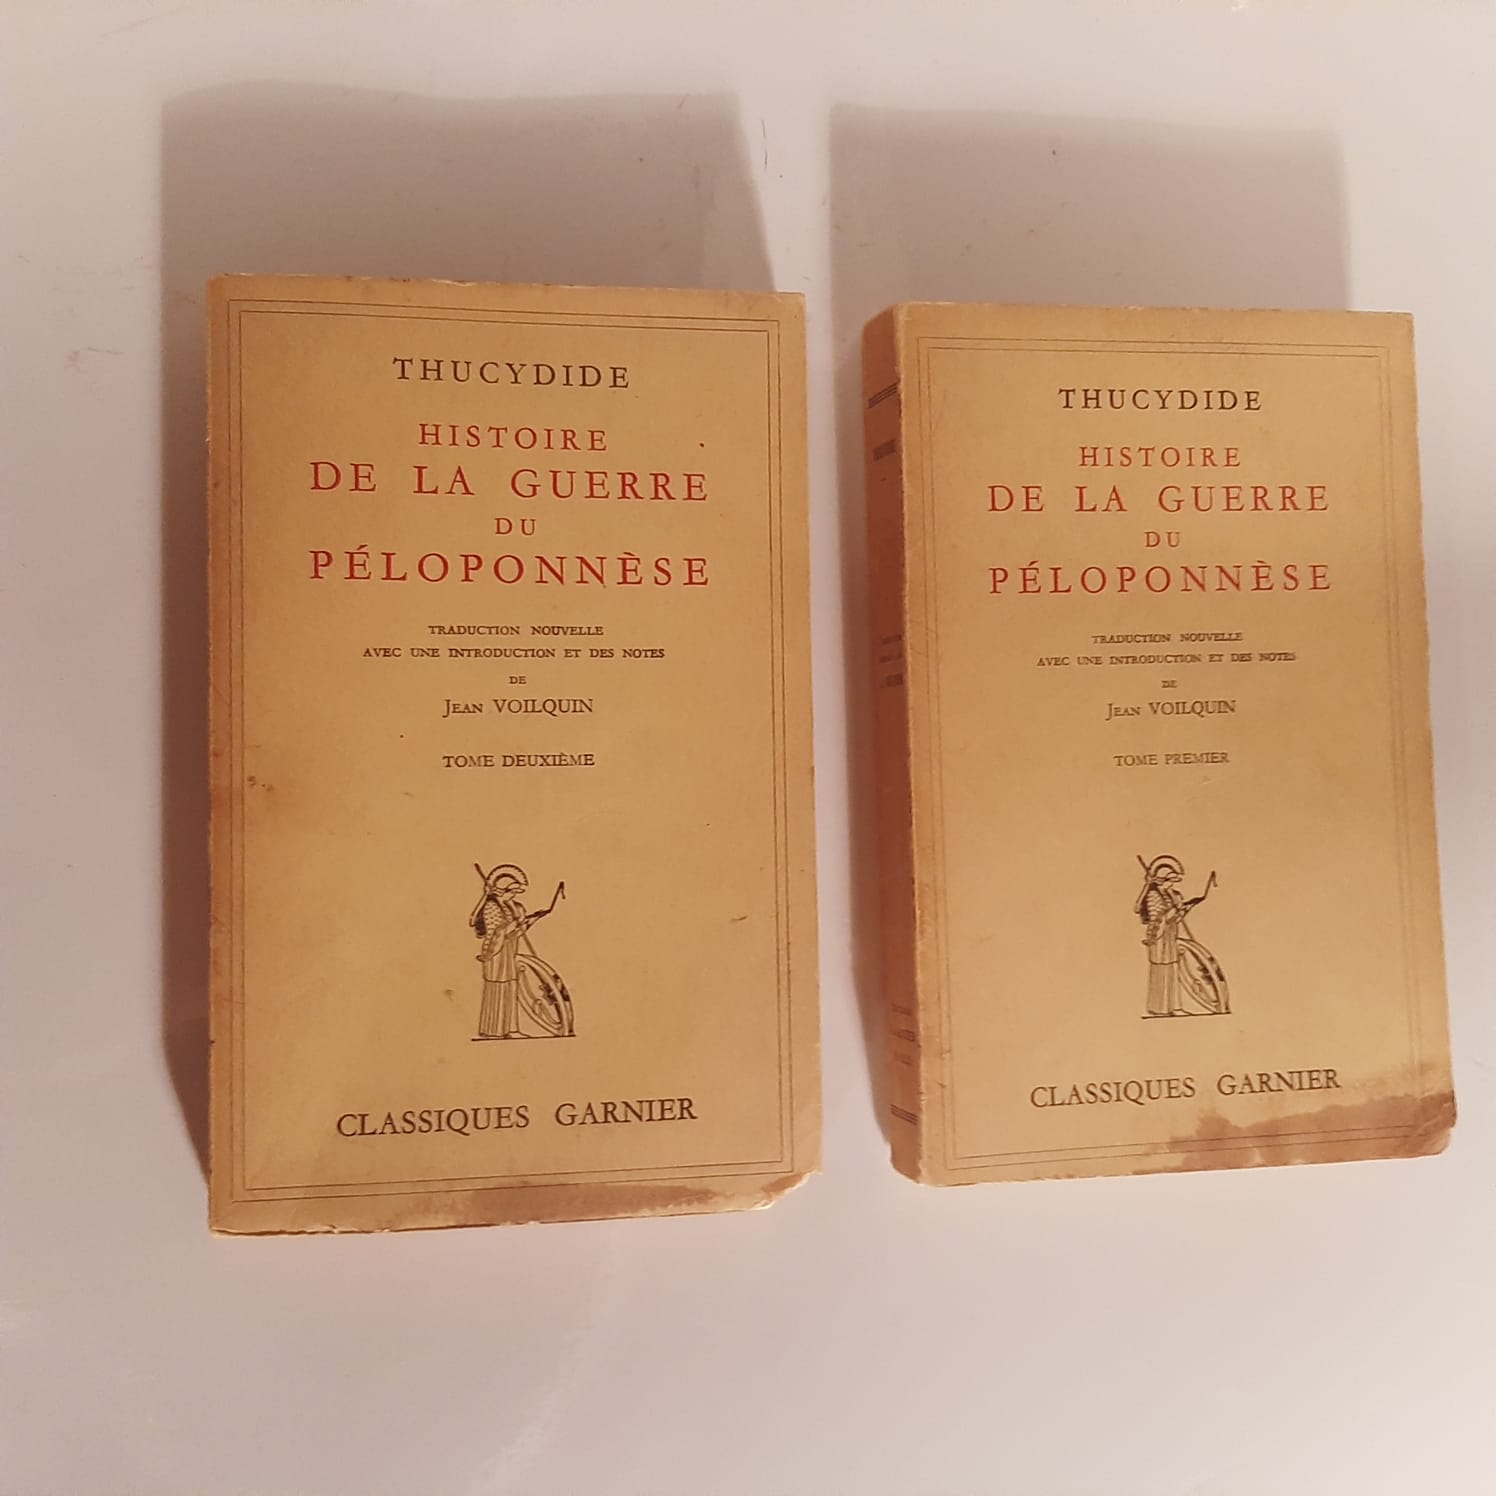 THUCYDIDE
HISTOIRE
DE LA GUERRE
DU
PÉLOPONNÈSE
TRADUCTION NOUVELLE
AVEC UNE INTRODUCTION ET DES NOTES
DE
JEAN VOILQUIN
TOME DEUXIÈME
CLASSIQUES GARNIER
THUCYDIDE
HISTOIRE
DE LA GUERRE
DU
PÉLOPONNÈSE
TRADUCTION NOUVELLE
AVEC UNE INTRODUCTION ET DES NOTES
DE
JEAN VOILQUIN
TOME PREMIER
CLASSIQUES GARNIER